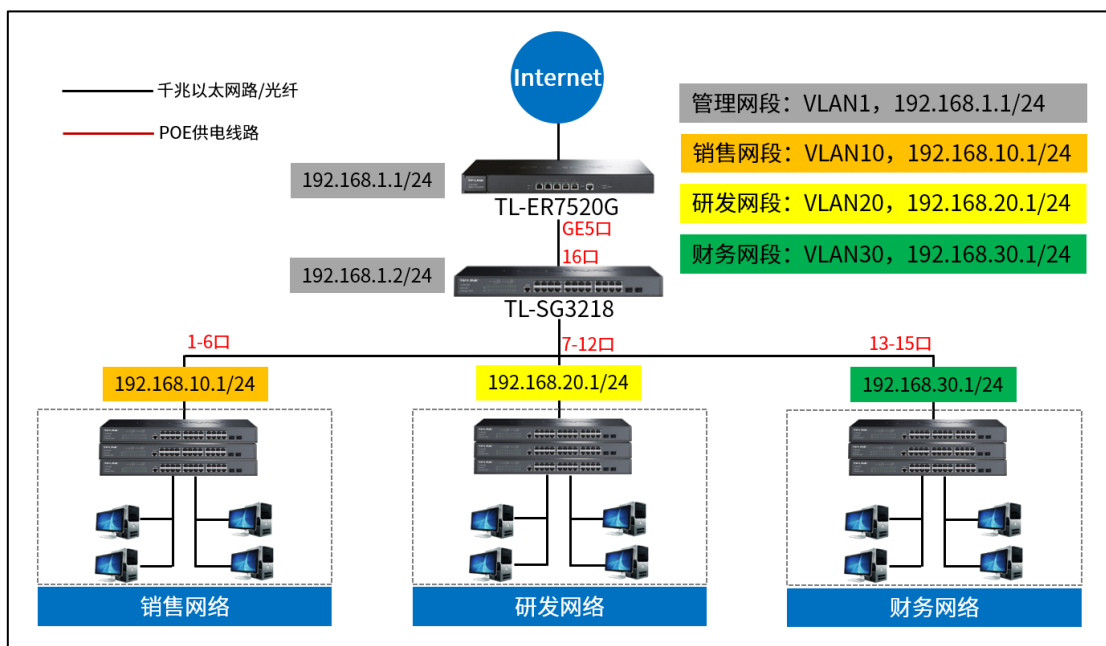 Internet
千兆以太网路/光纤
POE供电线路
管理网段：VLAN1，192.168.1.1/24
销售网段：VLAN10，192.168.10.1/24
研发网段：VLAN20，192.168.20.1/24
财务网段：VLAN30，192.168.30.1/24
192.168.1.1/24
TL-ER7520G
GE5口
16口
192.168.1.2/24
TL-SG3218
1-6口
7-12口
13-15口
192.168.10.1/24
192.168.20.1/24
192.168.30.1/24
销售网络
研发网络
财务网络